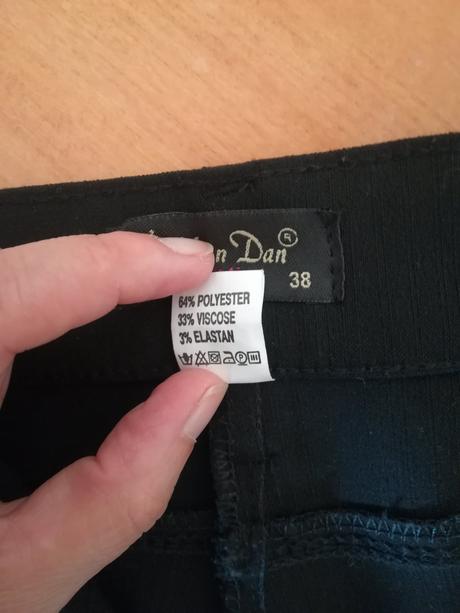 Dan ®
38
64% POLYESTER
33% VISCOSE
3% ELASTAN